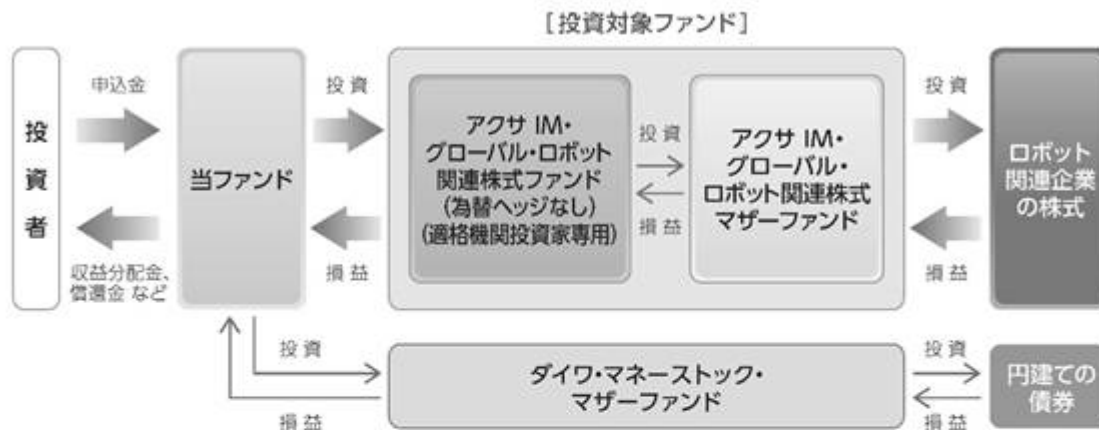 [投資対象ファンド]
投資者
申込金
収益分配金、
償還金 など
当ファンド
投資
損益
アクサ IM・
グローバル・ロボット
関連株式ファンド
(為替ヘッジなし)
(適格機関投資家専用)
投資
損益
アクサ IM・
グローバル・
ロボット関連株式
マザーファンド
投資
損益
ロボット
関連企業
の株式
投資
損益
ダイワ・マネーストック・
マザーファンド
投資
損益
円建ての
債券